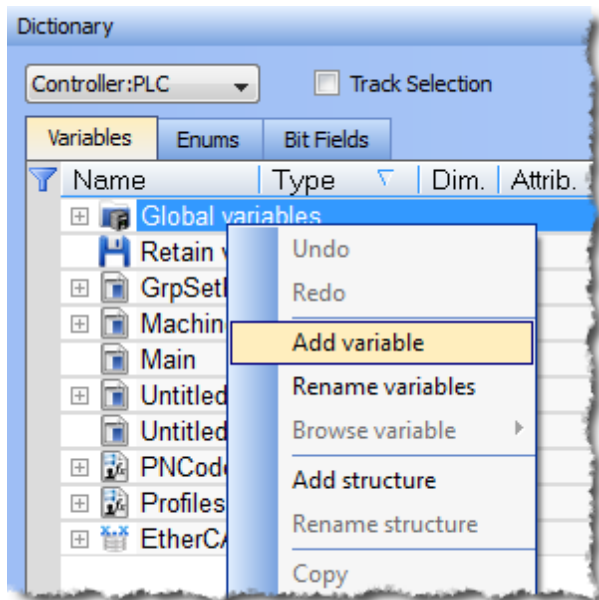 Dictionary
Controller:PLC Track Selection
Variables Enums Bit Fields
Name Type Dim. Attrib.
Global variables
Retain
Undo
GrpSet
Redo
Machin
Add variable
Main
Rename variables
Untitled
Browse variable
Untitled
PNCode
Add structure
Profiles
Rename structure
EtherCA
Copy